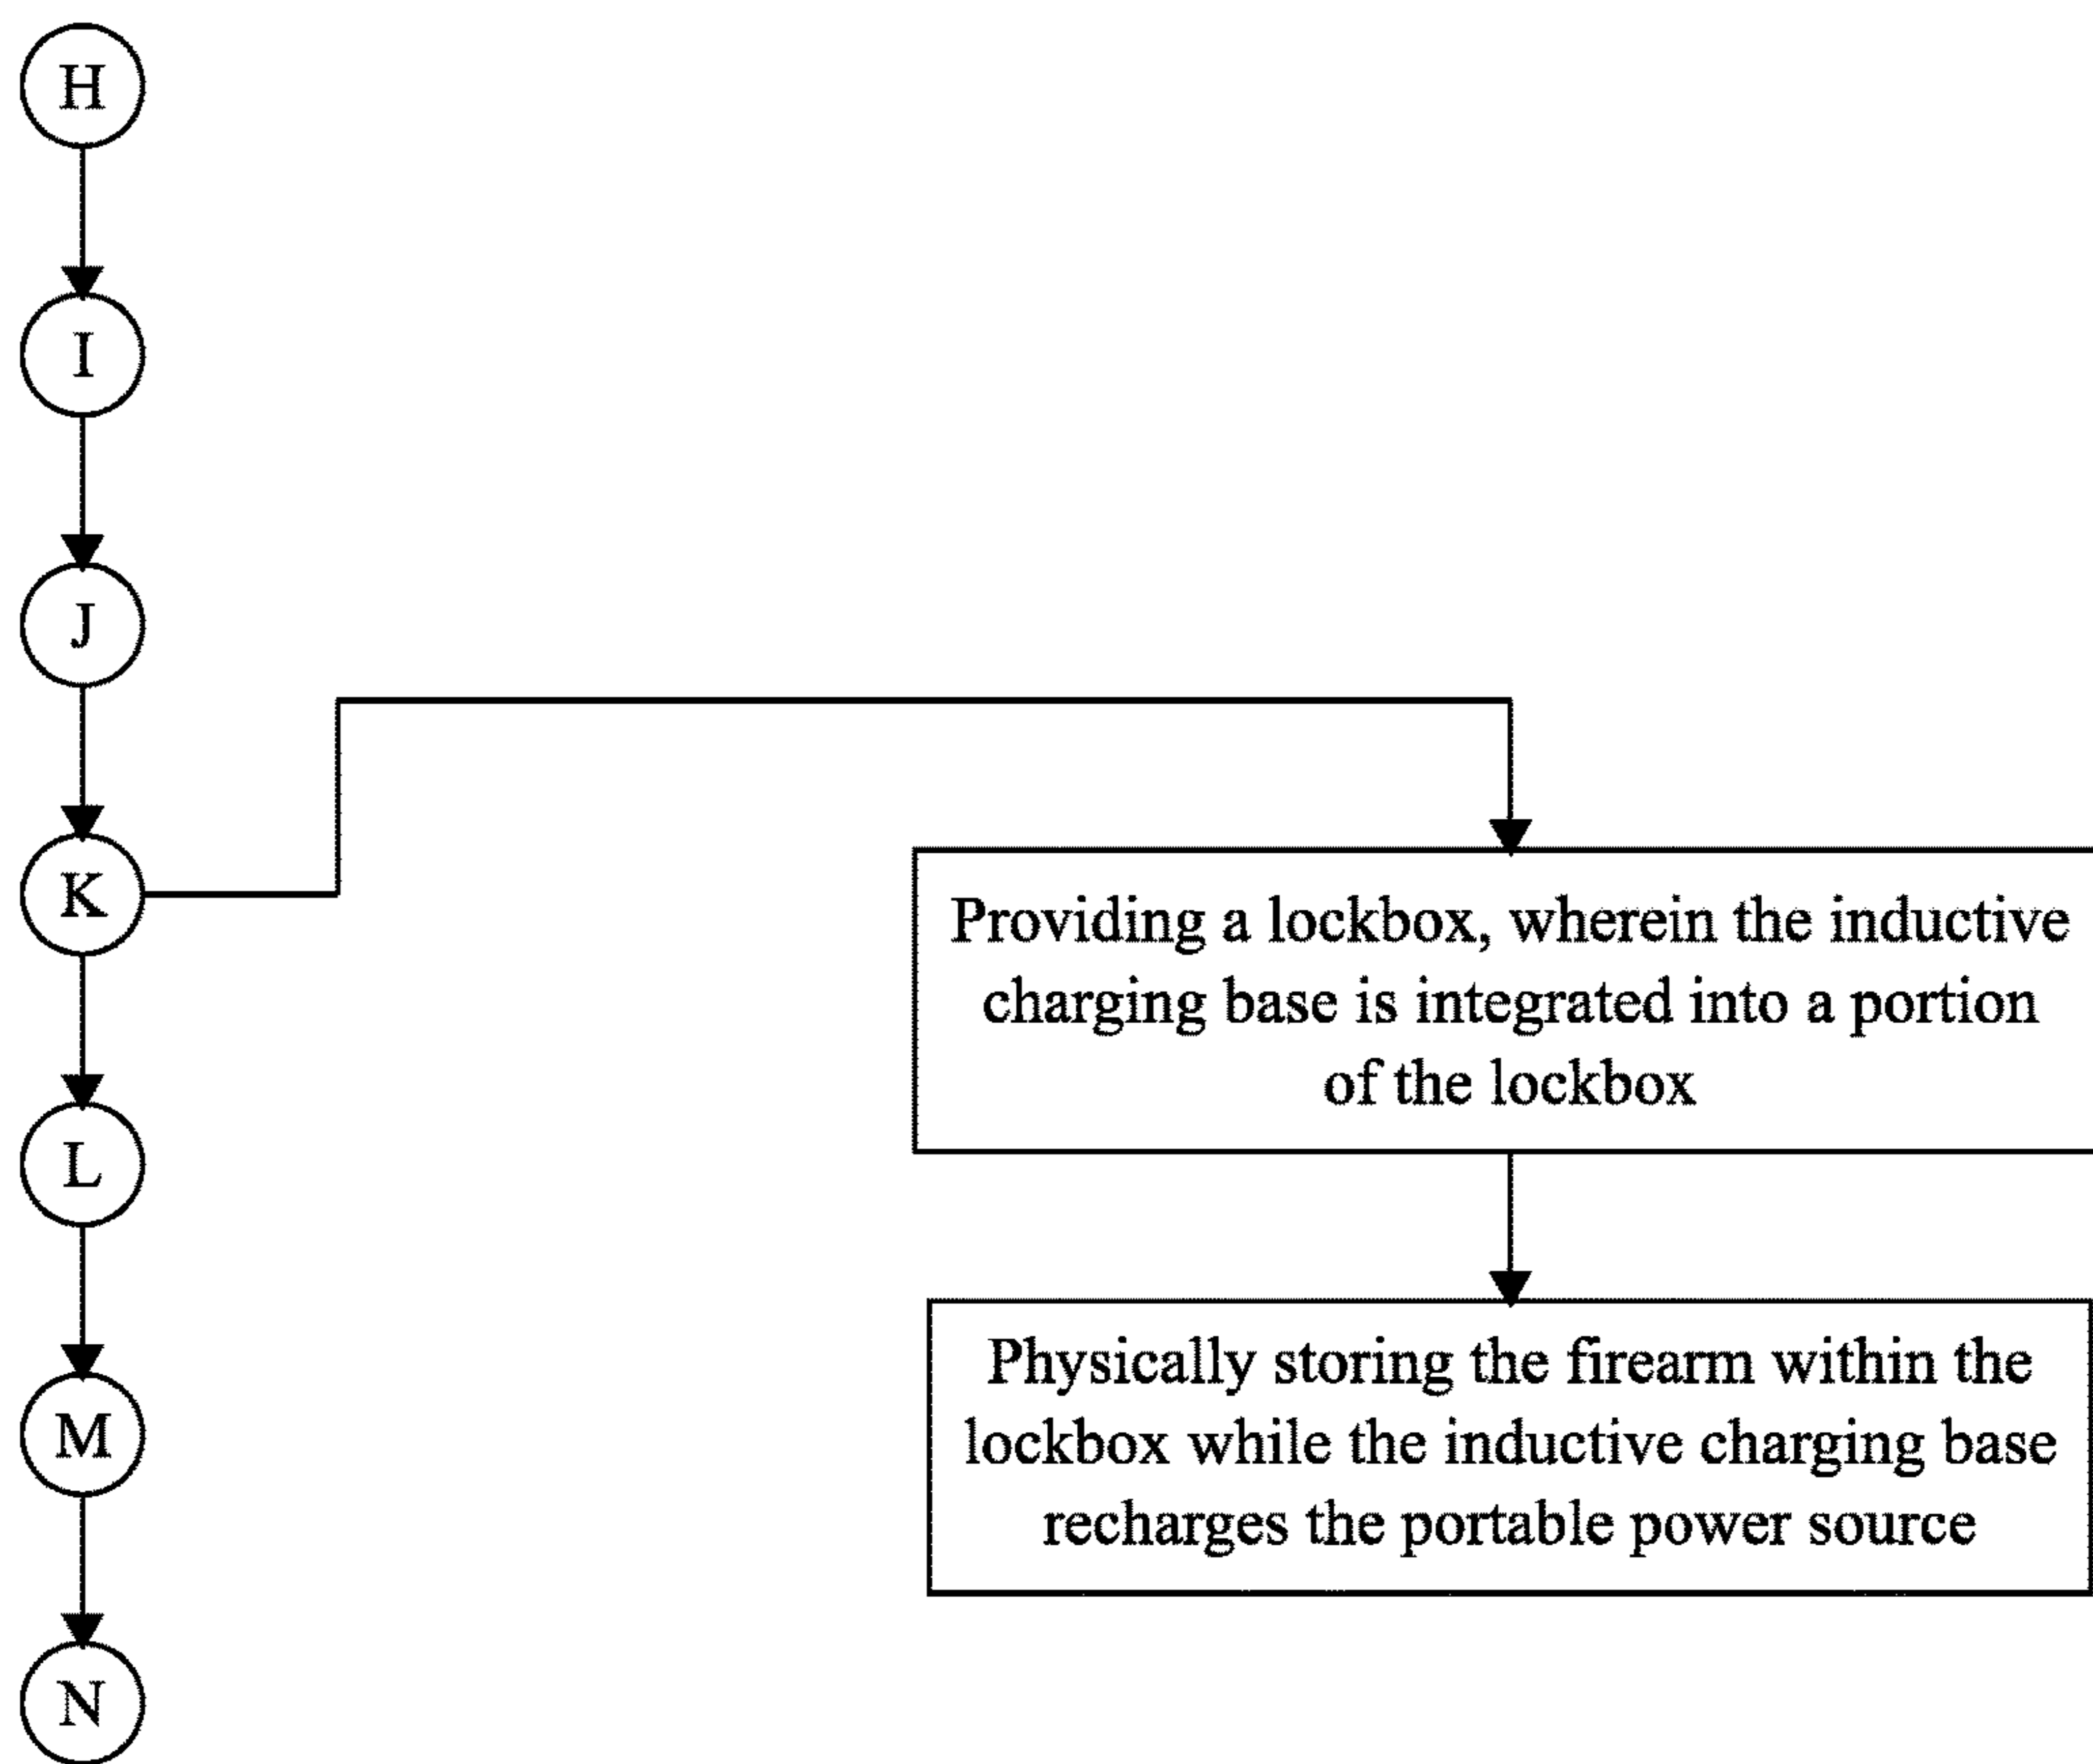 H
I
J
K
L
M
N
Providing a lockbox, wherein the inductive
charging base is integrated into a portion
of the lockbox
Physically storing the firearm within the
lockbox while the inductive charging base
recharges the portable power source